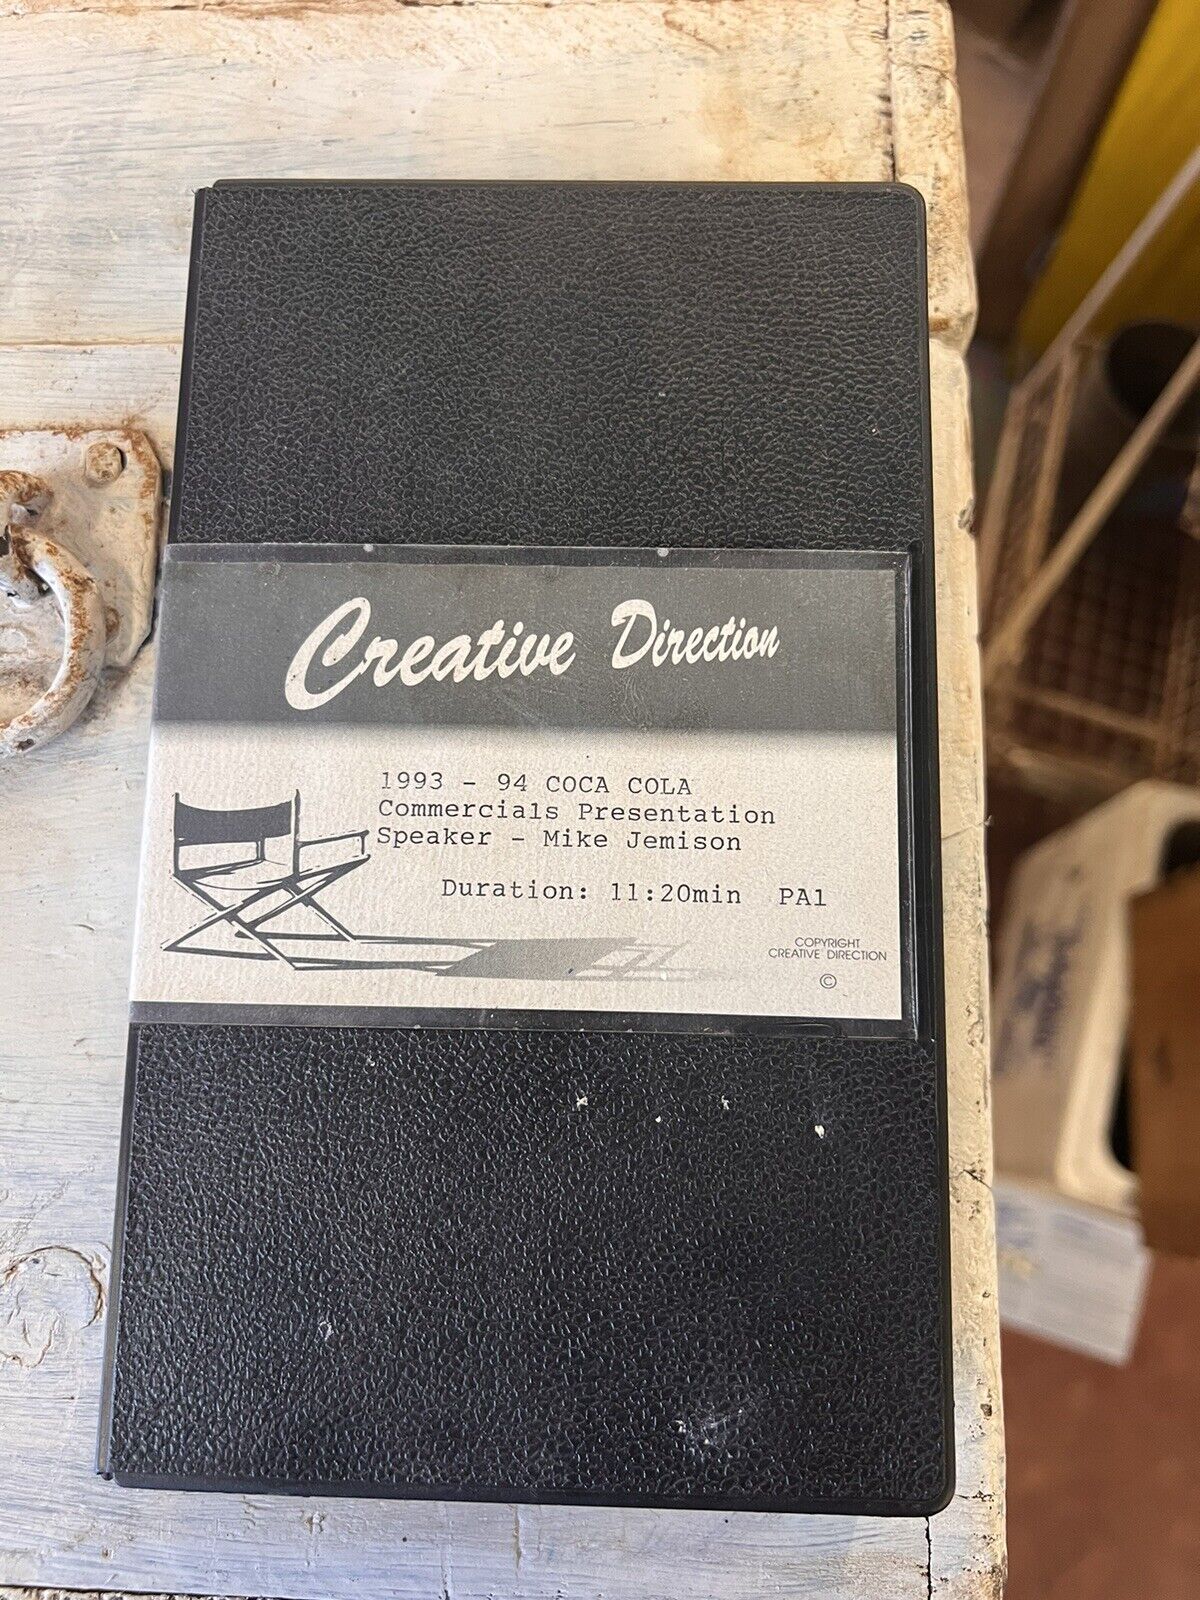 Creative Direction
1993 - 94 COCA COLA
Commercials Presentation
Speaker - Mike Jemison
Duration: 11:20min PA1
COPYRIGHT
CREATIVE DIRECTION
©